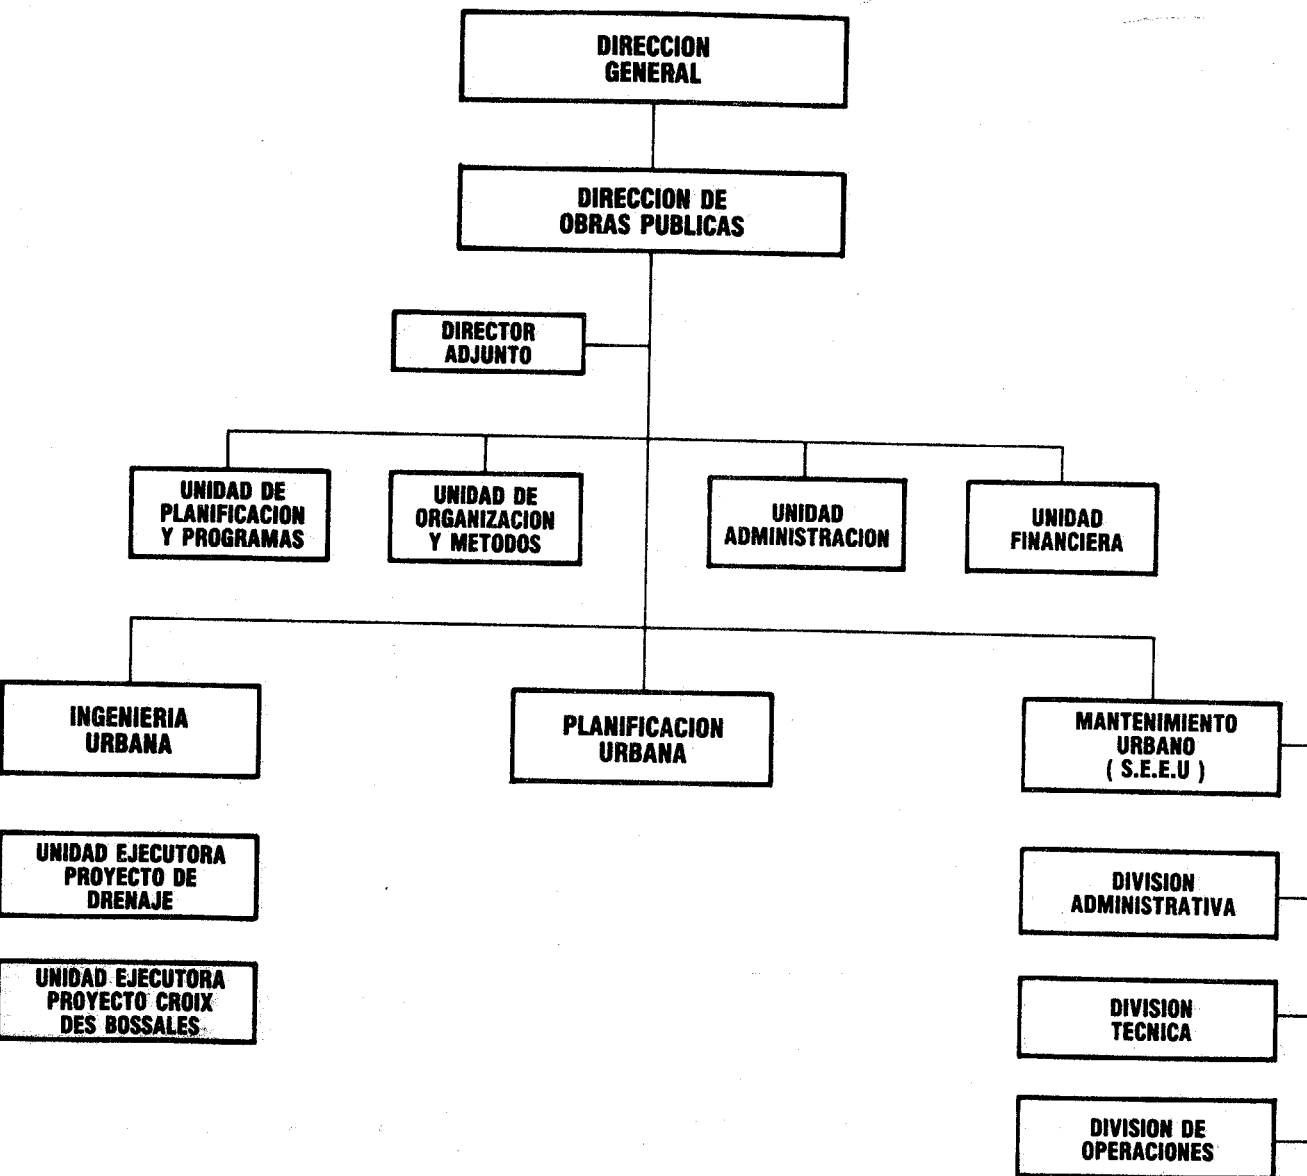 DIRECCION
GENERAL
DIRECCION DE
OBRAS PUBLICAS
DIRECTOR
ADJUNTO
UNIDAD DE
PLANIFICACION
Y PROGRAMAS
UNIDAD DE
ORGANIZACION
Y METODOS
UNIDAD
ADMINISTRACION
UNIDAD
FINANCIERA
INGENIERIA
URBANA
PLANIFICACION
URBANA
MANTENIMIENTO
URBANO
( S.E.E.U )
UNIDAD EJECUTORA
PROYECTO DE
DRENAJE
UNIDAD EJECUTORA
PROYECTO CROIX
DES BOSSALES
DIVISION
ADMINISTRATIVA
DIVISION
TECNICA
DIVISION DE
OPERACIONES